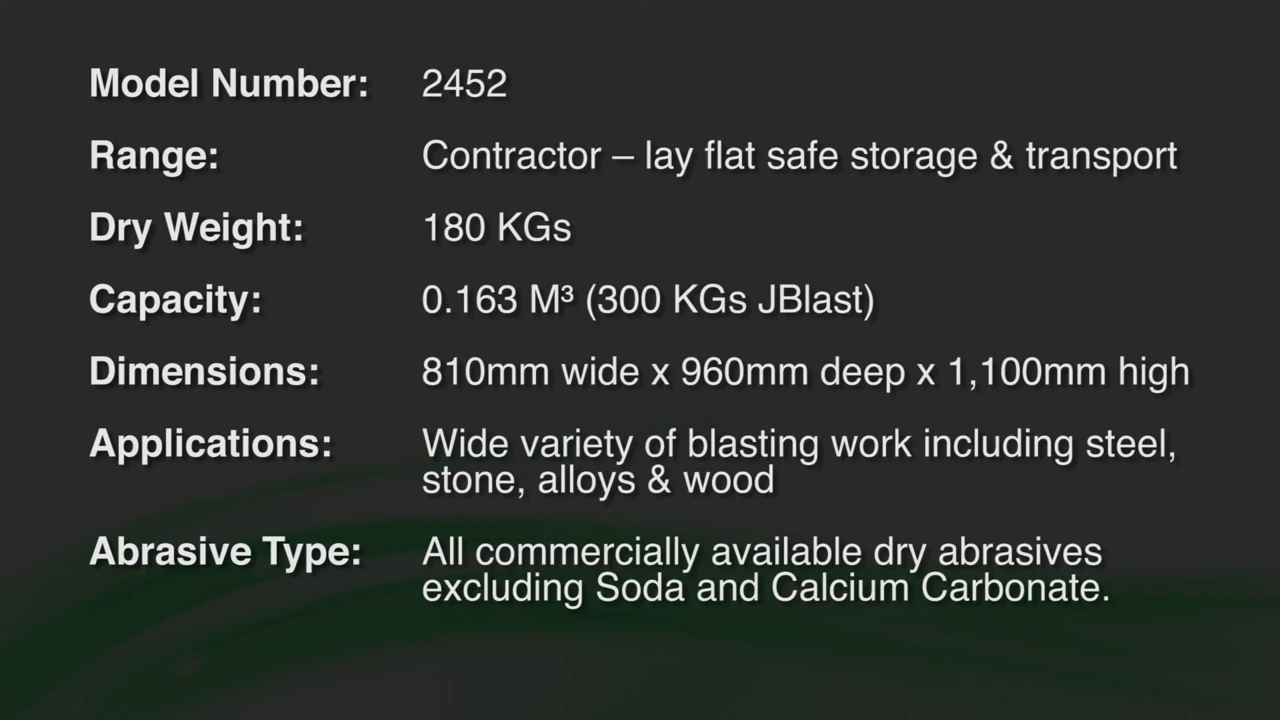 Model Number: 2452
Range: Contractor – lay flat safe storage & transport
Dry Weight: 180 KGs
Capacity: 0.163 M³ (300 KGs JBlast)
Dimensions: 810mm wide x 960mm deep x 1,100mm high
Applications: Wide variety of blasting work including steel,
stone, alloys & wood
Abrasive Type: All commercially available dry abrasives
excluding Soda and Calcium Carbonate.